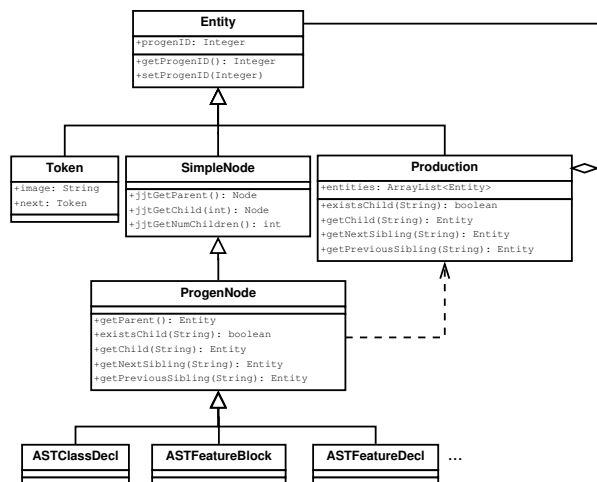 Entity
+progenID: Integer
+getProgenID(): Integer
+setProgenID(Integer)
Token
+image: String
+next: Token
SimpleNode
+jjtGetParent(): Node
+jjtGetChild(int): Node
+jjtGetNumChildren(): int
Production
+entities: ArrayList<Entity>
+existsChild(String): boolean
+getChild(String): Entity
+getNextSibling(String): Entity
+getPreviousSibling(String): Entity
ProgenNode
+getParent(): Entity
+existsChild(String): boolean
+getChild(String): Entity
+getNextSibling(String): Entity
+getPreviousSibling(String): Entity
ASTClassDecl
ASTFeatureBlock
ASTFeatureDecl
...